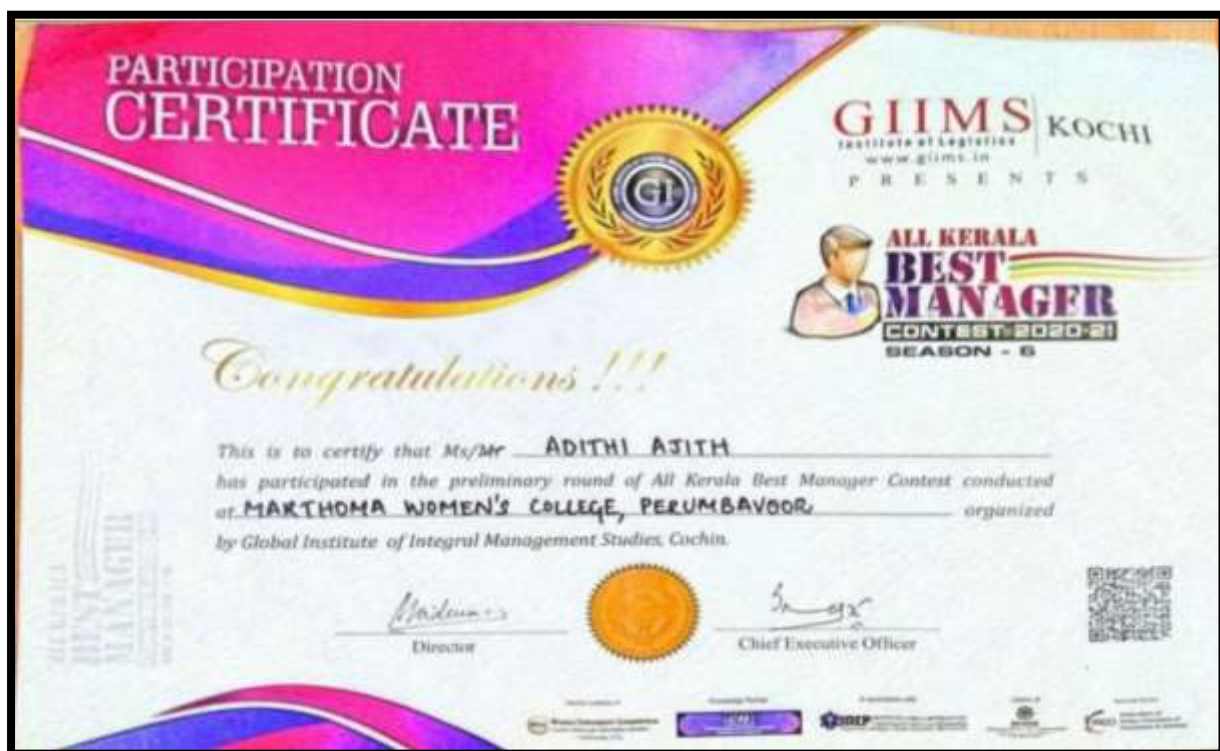 PARTICIPATION
CERTIFICATE
GI
GIIMS KOCHI
Institute of Logistics
www.giims.in
PRESENTS
ALL KERALA
BEST
MANAGER
CONTEST-2020-21
SEASON - 6
Congratulations !!!
This is to certify that Ms/Mr ADITHI AJITH
has participated in the preliminary round of All Kerala Best Manager Contest conducted
at MARTHOMA WOMEN'S COLLEGE, PERUMBAVOOR organized
by Global Institute of Integral Management Studies, Cochin.
Director
Chief Executive Officer
BEST
MANAGER